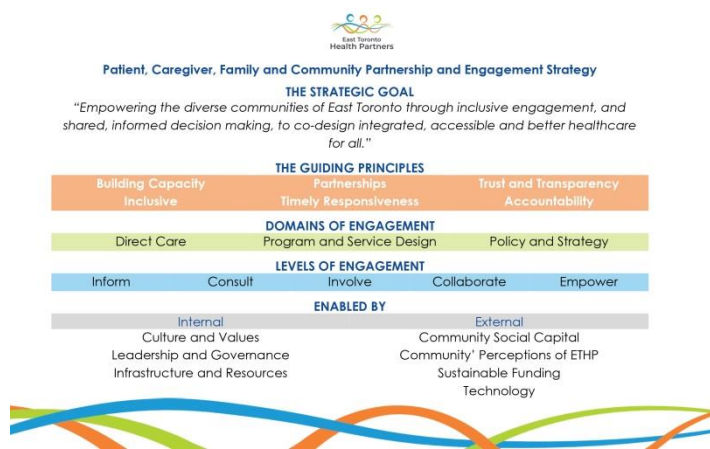 East Toronto
Health Partners
Patient, Caregiver, Family and Community Partnership and Engagement Strategy
THE STRATEGIC GOAL
“Empowering the diverse communities of East Toronto through inclusive engagement, and
shared, informed decision making, to co-design integrated, accessible and better healthcare
for all.”
THE GUIDING PRINCIPLES
Building Capacity Partnerships Trust and Transparency
Inclusive Timely Responsiveness Accountability
DOMAINS OF ENGAGEMENT
Direct Care Program and Service Design Policy and Strategy
LEVELS OF ENGAGEMENT
Inform Consult Involve Collaborate Empower
ENABLED BY
Internal External
Culture and Values Community Social Capital
Leadership and Governance Community’ Perceptions of ETHP
Infrastructure and Resources Sustainable Funding
Technology